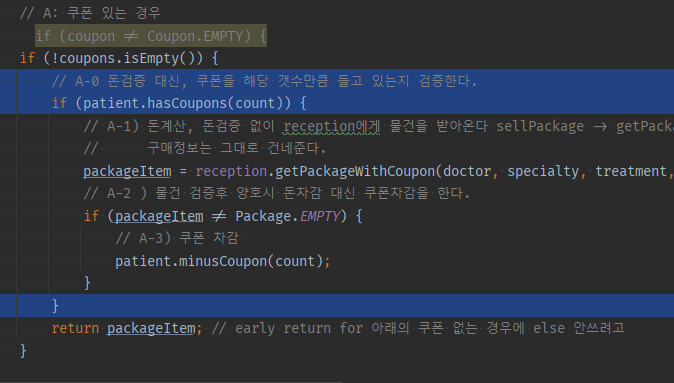 // A: 쿠폰 있는 경우
if (coupon ≠ Coupon.EMPTY) {
if (!coupons.isEmpty()) {
// A-0 돈검증 대신, 쿠폰을 해당 갯수만큼 들고 있는지 검증한다.
if (patient.hasCoupons(count)) {
// A-1) 돈계산, 돈검증 없이 reception에게 물건을 받아온다 sellPackage → getPacka
// 구매정보는 그대로 건네준다.
packageItem = reception.getPackageWithCoupon(doctor, specialty, treatment,
// A-2 ) 물건 검증후 양호시 돈차감 대신 쿠폰차감을 한다.
if (packageItem ≠ Package.EMPTY) {
// A-3) 쿠폰 차감
patient.minusCoupon(count);
}
}
return packageItem; // early return for 아래의 쿠폰 없는 경우에 else 안쓰려고
}